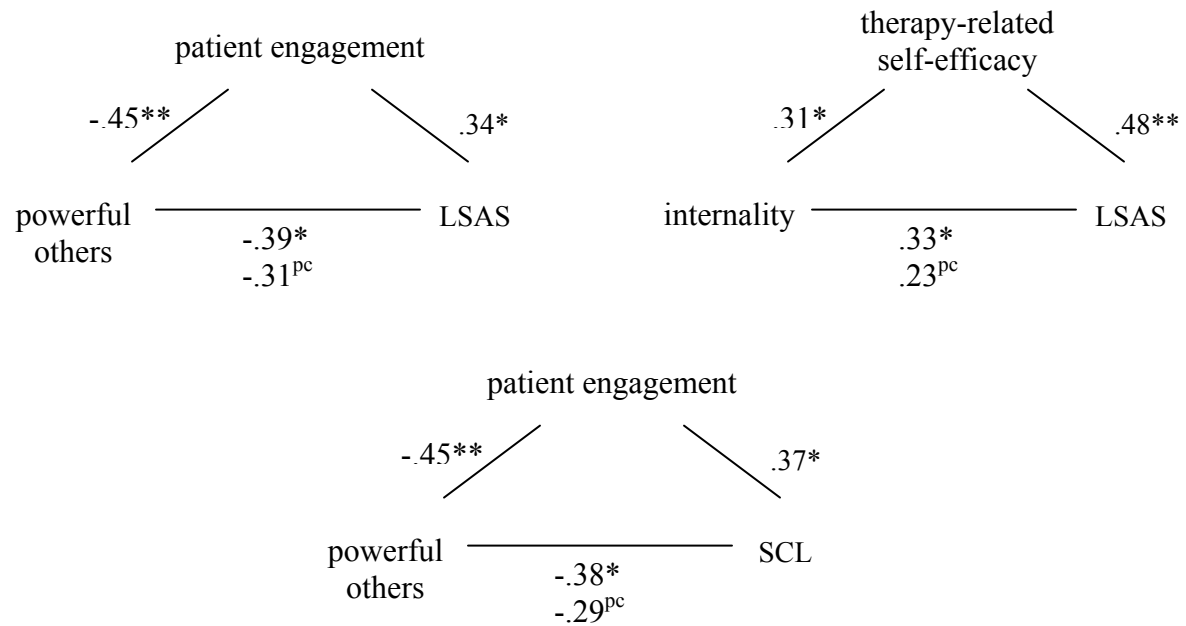 patient engagement
-.45**
.34*
powerful
others
LSAS
-.39*
-.31pc
therapy-related
self-efficacy
.31*
.48**
internality
LSAS
.33*
.23pc
patient engagement
-.45**
.37*
powerful
others
SCL
-.38*
-.29pc